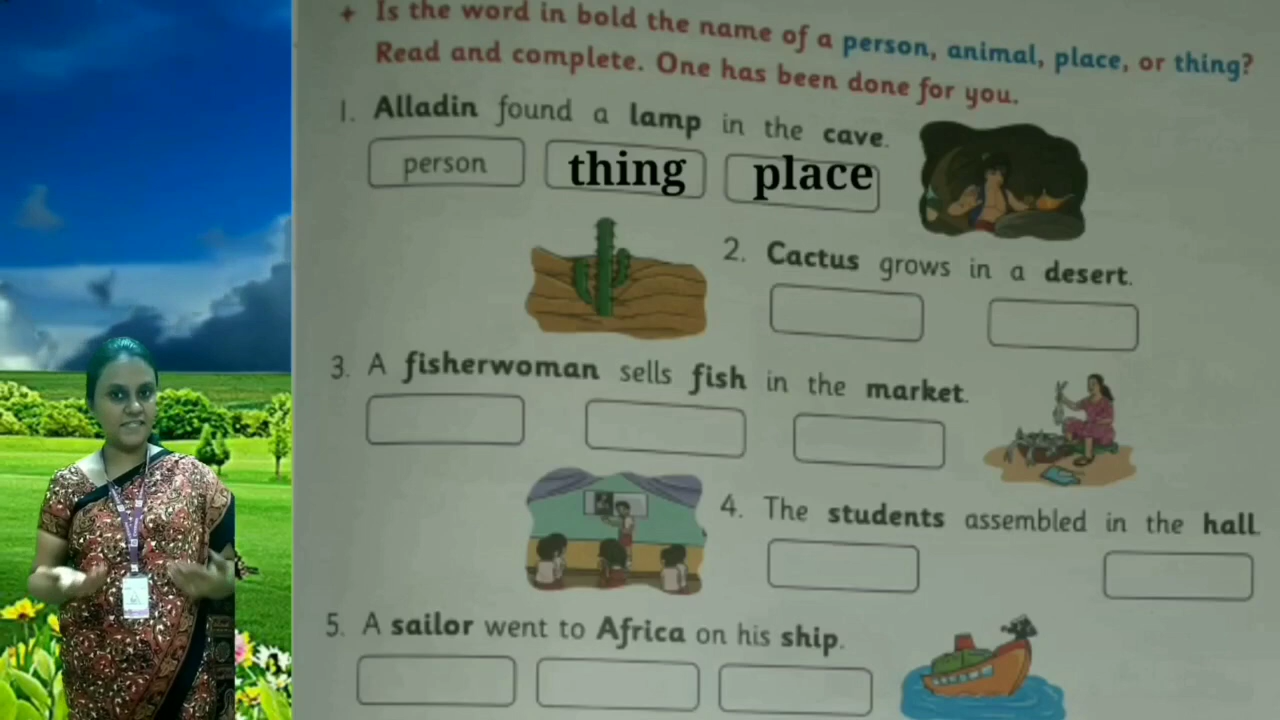 + Is the word in bold the name of a person, animal, place, or thing?
Read and complete. One has been done for you.
1. Alladin found a lamp in the cave.
person thing place
2. Cactus grows in a desert.
3. A fisherwoman sells fish in the market.
4. The students assembled in the hall.
5. A sailor went to Africa on his ship.